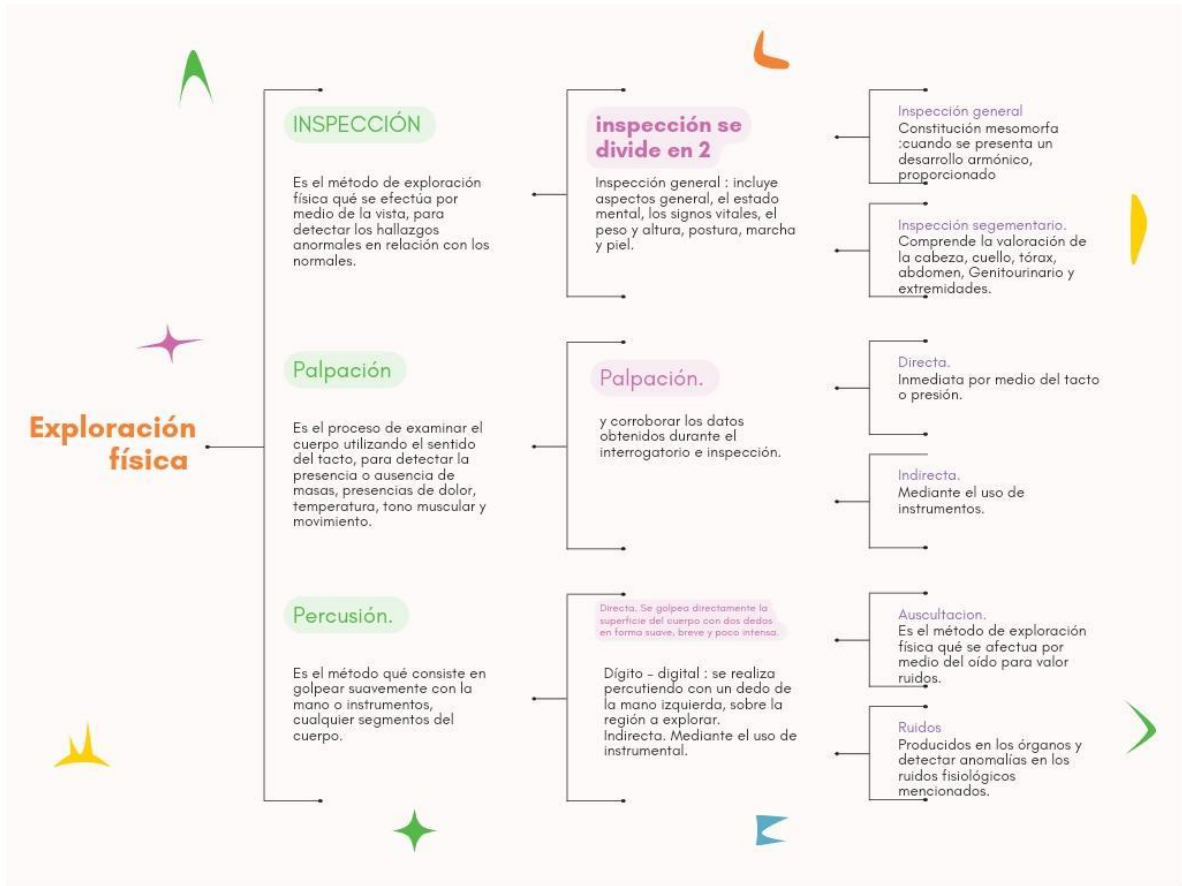 Exploración
física
INSPECCIÓN
Es el método de exploración
física qué se efectúa por
medio de la vista, para
detectar los hallazgos
anormales en relación con los
normales.
inspección se
divide en 2
Inspección general : incluye
aspectos general, el estado
mental, los signos vitales, el
peso y altura, postura, marcha
y piel.
Inspección general
Constitución mesomorfa
:cuando se presenta un
desarrollo armónico,
proporcionado
Inspección segementario.
Comprende la valoración de
la cabeza, cuello, tórax,
abdomen, Genitourinario y
extremidades.
Palpación
Es el proceso de examinar el
cuerpo utilizando el sentido
del tacto, para detectar la
presencia o ausencia de
masas, presencias de dolor,
temperatura, tono muscular y
movimiento.
Palpación.
y corroborar los datos
obtenidos durante el
interrogatorio e inspección.
Directa.
Inmediata por medio del tacto
o presión.
Indirecta.
Mediante el uso de
instrumentos.
Percusión.
Es el método qué consiste en
golpear suavemente con la
mano o instrumentos,
cualquier segmentos del
cuerpo.
Directa. Se golpea directamente la
superficie del cuerpo con dos dedos
en forma suave, breve y poco intensa.
Dígito - digital : se realiza
percutiendo con un dedo de
la mano izquierda, sobre la
región a explorar.
Indirecta. Mediante el uso de
instrumental.
Auscultacion.
Es el método de exploración
física qué se afectua por
medio del oído para valor
ruidos.
Ruidos
Producidos en los órganos y
detectar anomalías en los
ruidos fisiológicos
mencionados.